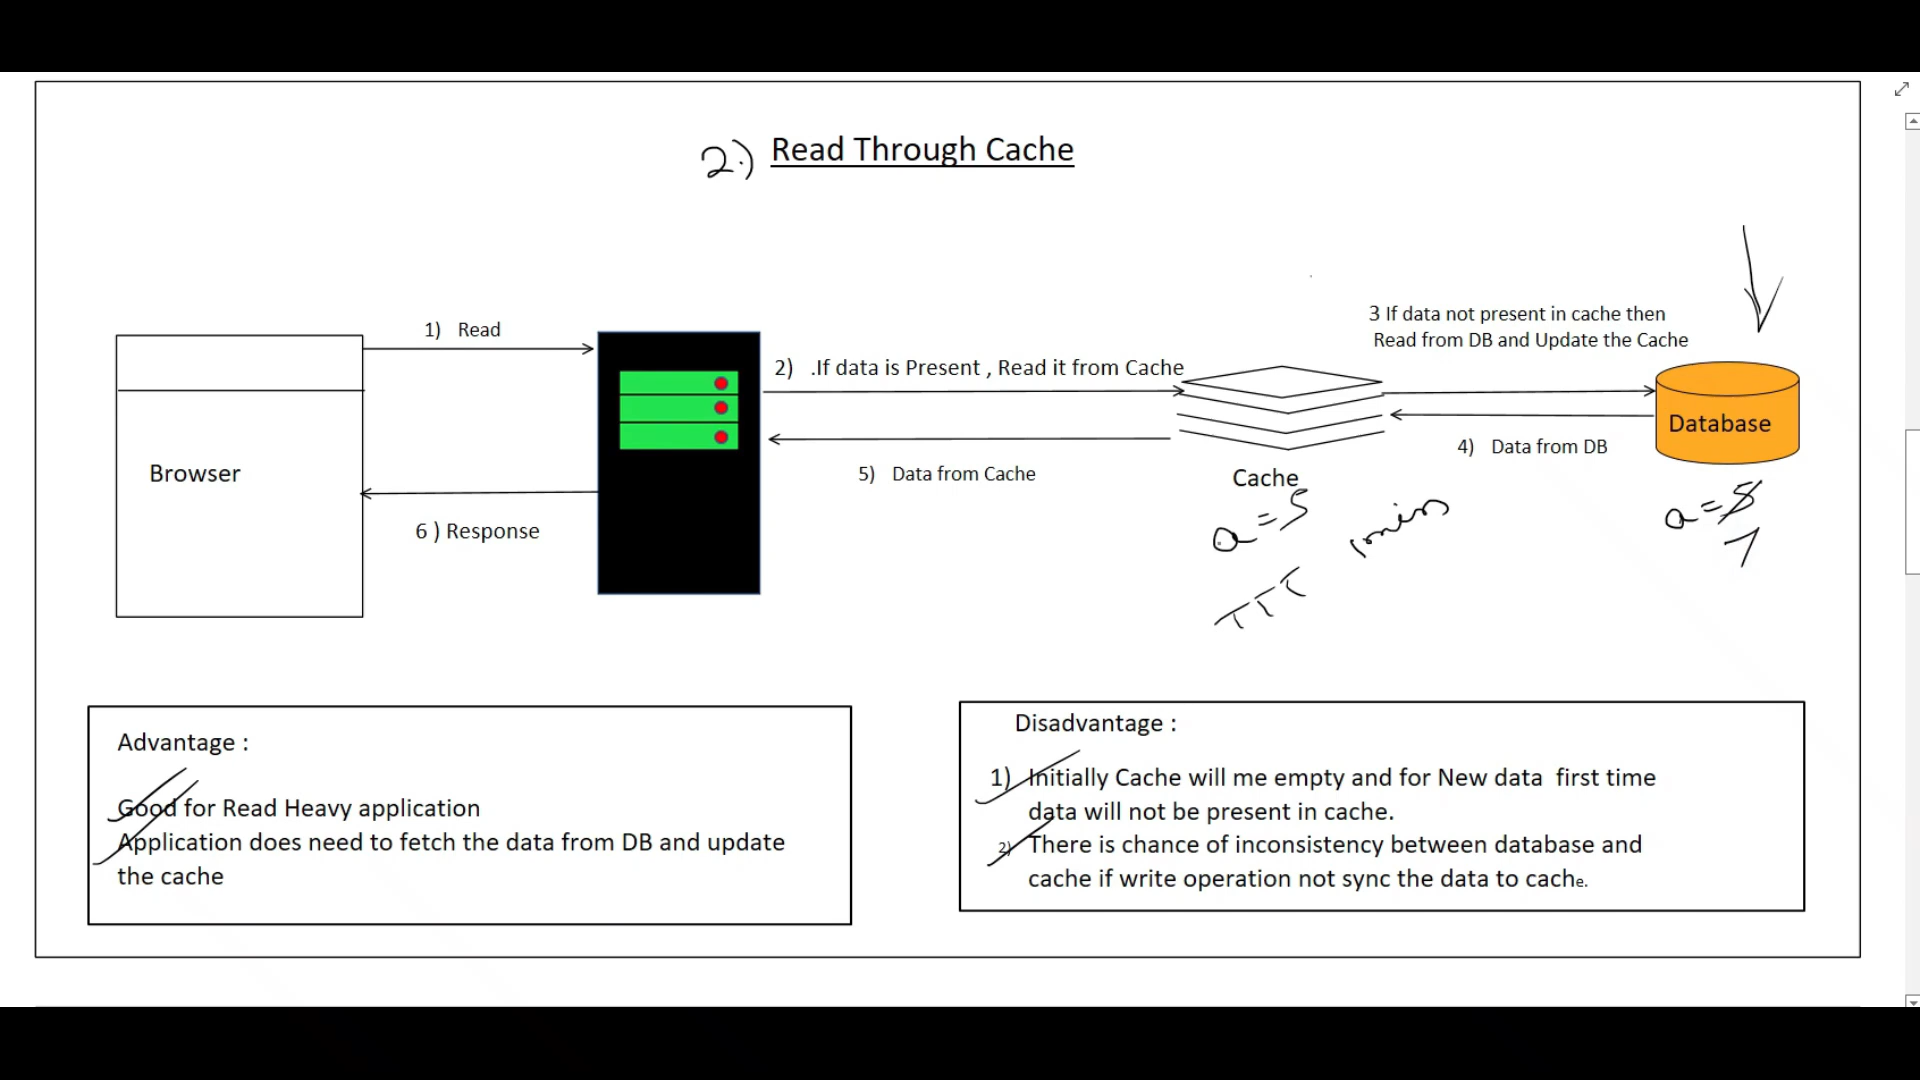 2.) Read Through Cache
3 If data not present in cache then
Read from DB and Update the Cache
1) Read
2) .If data is Present , Read it from Cache
Database
4) Data from DB
Browser
5) Data from Cache
Cache
6 ) Response
a = 5
a = 5
1 min
7
Advantage :
Good for Read Heavy application
Application does need to fetch the data from DB and update
the cache
Disadvantage :
1) Initially Cache will me empty and for New data first time
data will not be present in cache.
2) There is chance of inconsistency between database and
cache if write operation not sync the data to cache.